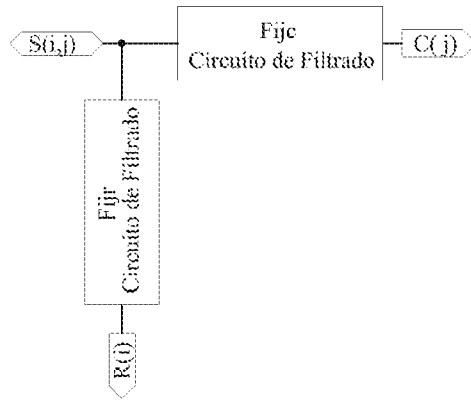 S(i,j)
Fijc
Circuito de Filtrado
C(j)
Fijr
Circuito de Filtrado
R(i)